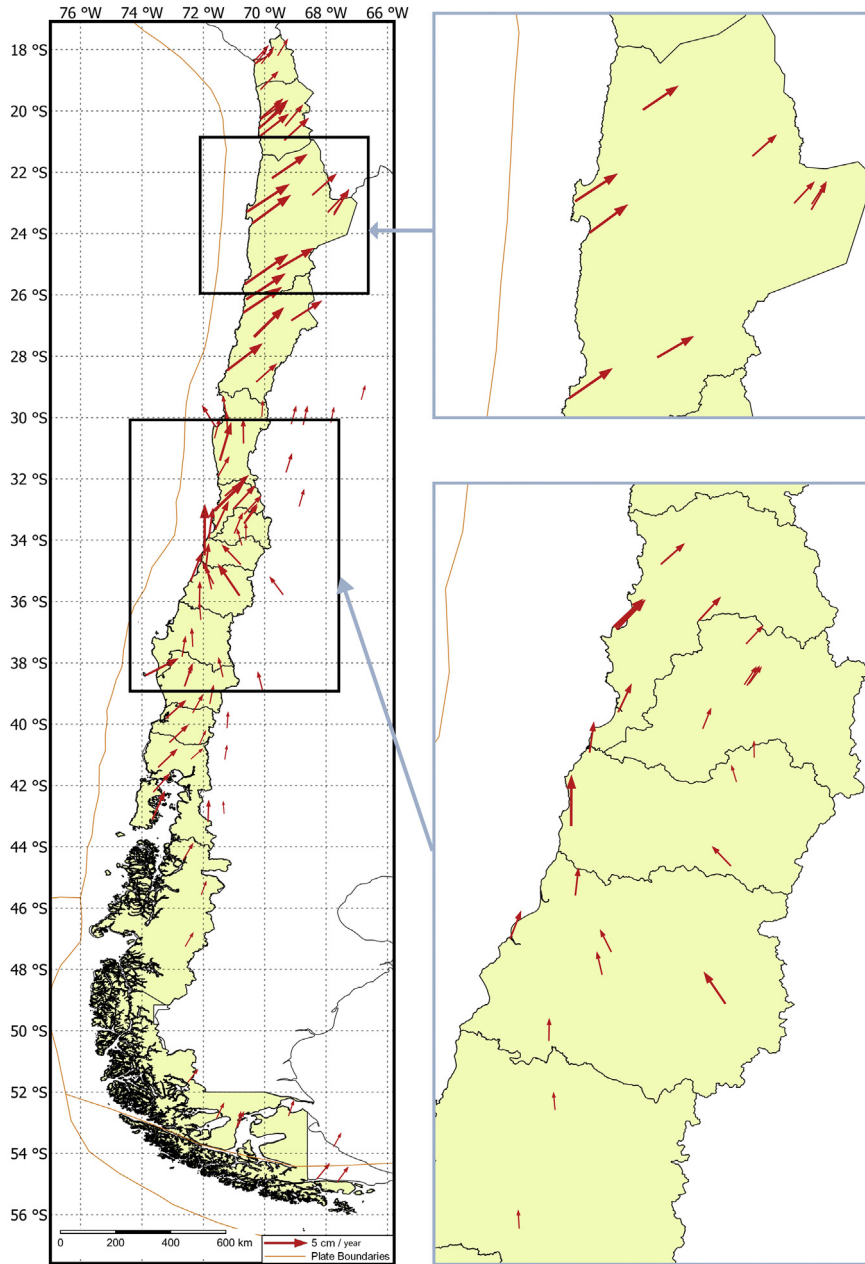 76 °W 74 °W 72 °W 70 °W 68 °W 66 °W
18 °S
20 °S
22 °S
24 °S
26 °S
28 °S
30 °S
32 °S
34 °S
36 °S
38 °S
40 °S
42 °S
44 °S
46 °S
48 °S
50 °S
52 °S
54 °S
56 °S
0 200 400 600 km
5 cm / year
Plate Boundaries